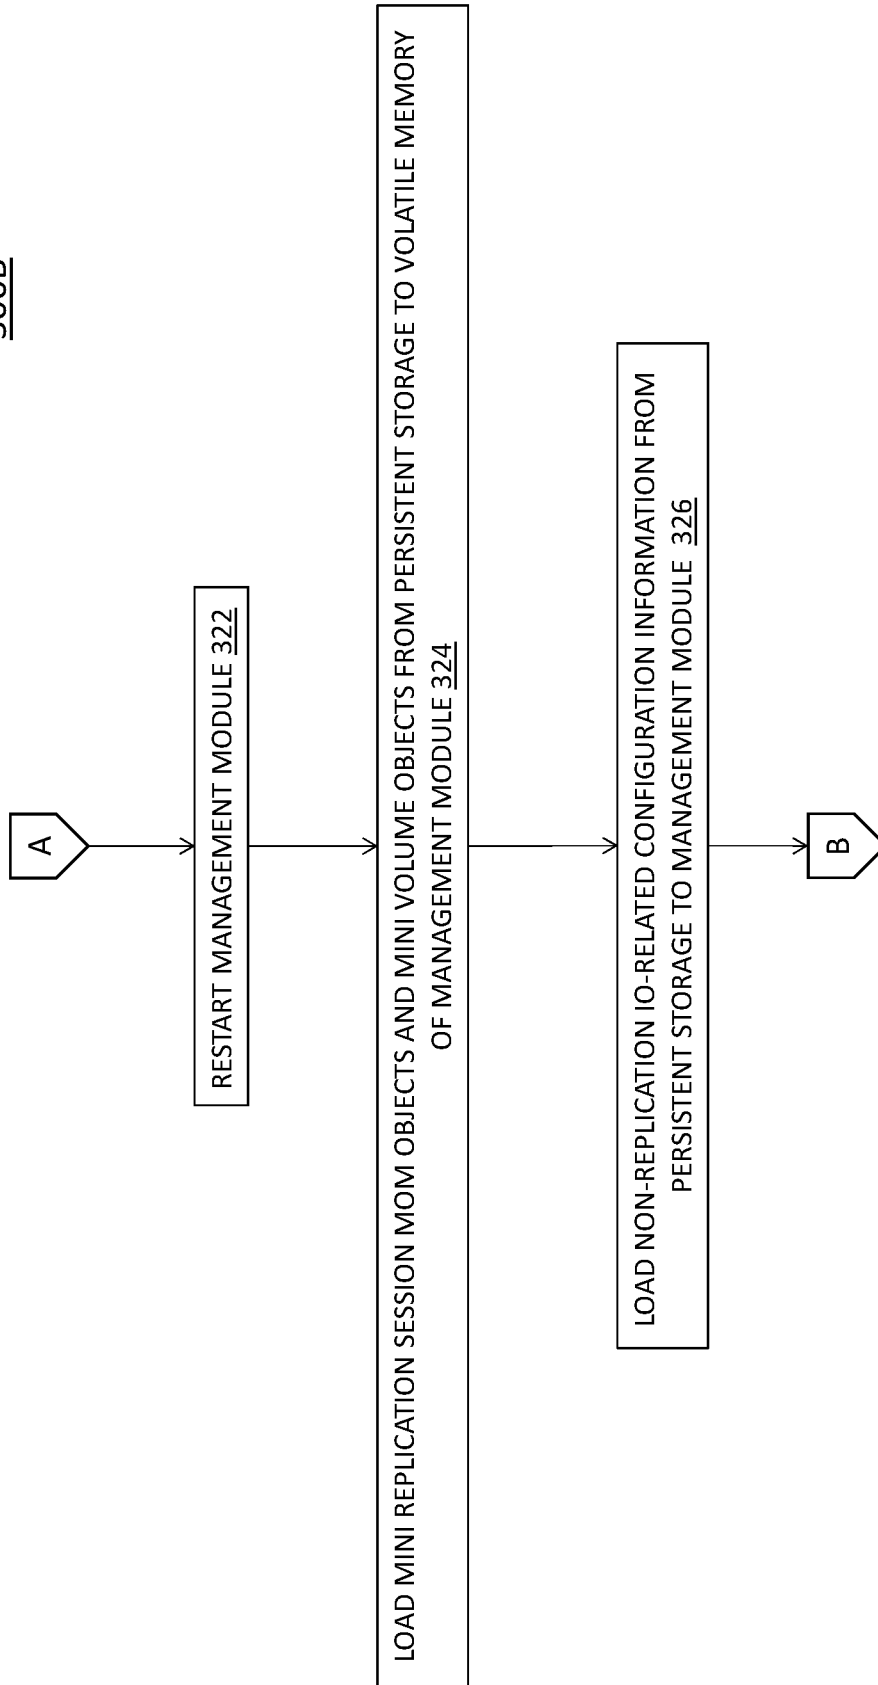 A
RESTART MANAGEMENT MODULE 322
LOAD MINI REPLICATION SESSION MOM OBJECTS AND MINI VOLUME OBJECTS FROM PERSISTENT STORAGE TO VOLATILE MEMORY
OF MANAGEMENT MODULE 324
LOAD NON-REPLICATION IO-RELATED CONFIGURATION INFORMATION FROM
PERSISTENT STORAGE TO MANAGEMENT MODULE 326
B